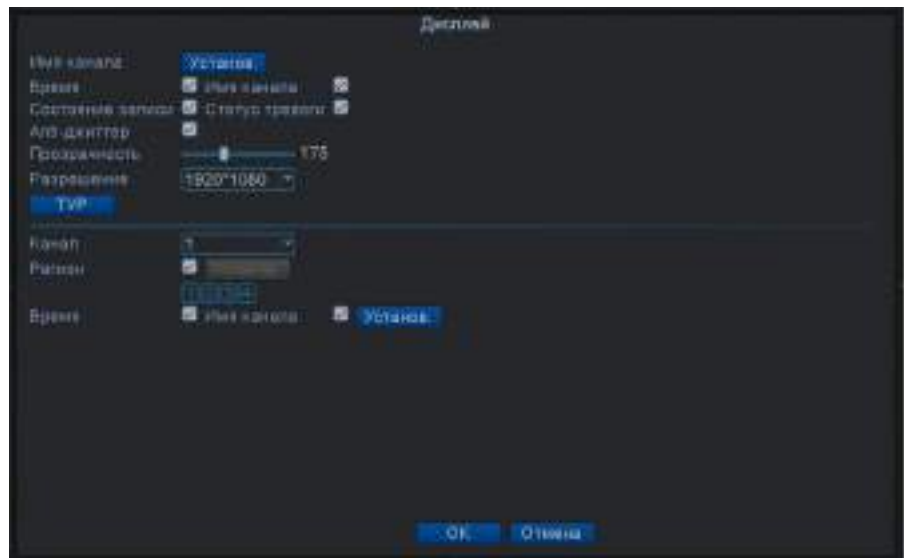 Дисплей
Имя канала Установ.
Время Имя канала
Состояние записи Статус тревоги
Апб-джиттер
Прозрачность 175
Разрешение 1920*1080
TVP
Канал 1
Регион
Время Имя канала Установ.
OK Отмена